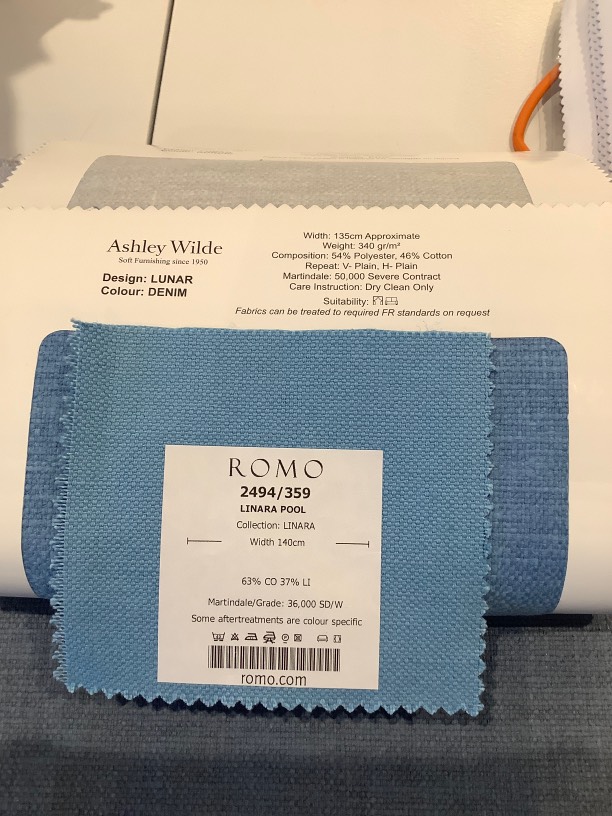 Ashley Wilde
Soft Furnishing since 1950
Design: LUNAR
Colour: DENIM
Width: 135cm Approximate
Weight: 340 gr/m²
Composition: 54% Polyester, 46% Cotton
Repeat: V- Plain, H- Plain
Martindale: 50,000 Severe Contract
Care Instruction: Dry Clean Only
Suitability:
Fabrics can be treated to required FR standards on request
ROMO
2494/359
LINARA POOL
Collection: LINARA
Width 140cm
63% CO 37% LI
Martindale/Grade: 36,000 SD/W
Some aftertreatments are colour specific
romo.com